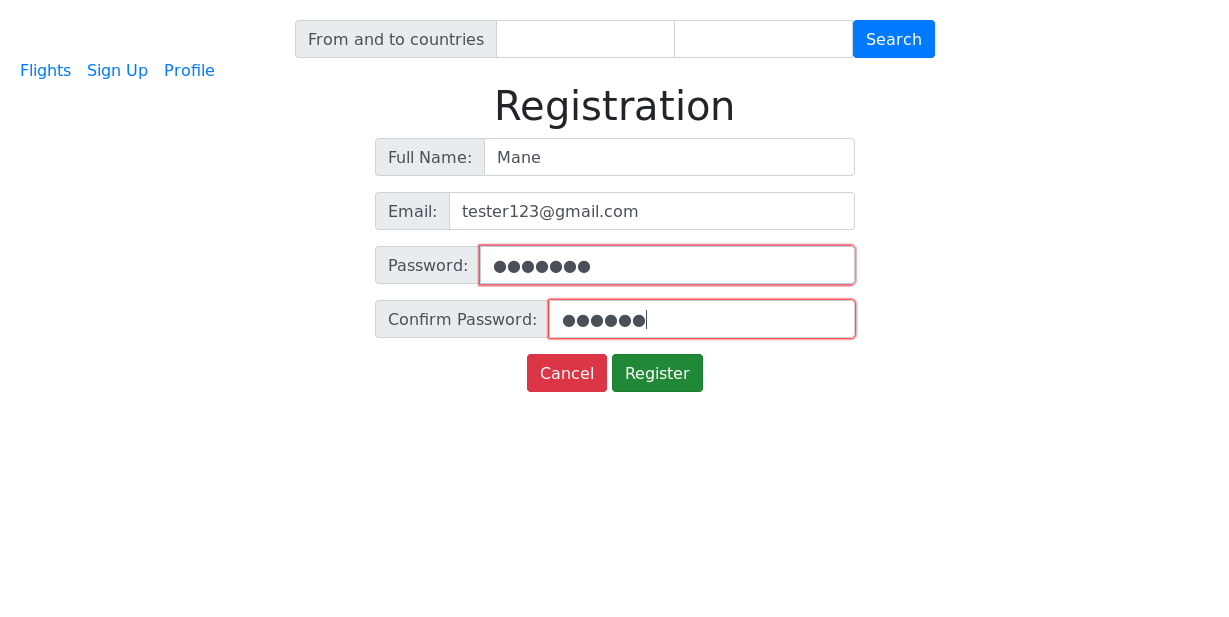 From and to countries Search
Flights Sign Up Profile
Registration
Full Name: Mane
Email: tester123@gmail.com
Password: ●●●●●●●
Confirm Password: ●●●●●●
Cancel Register